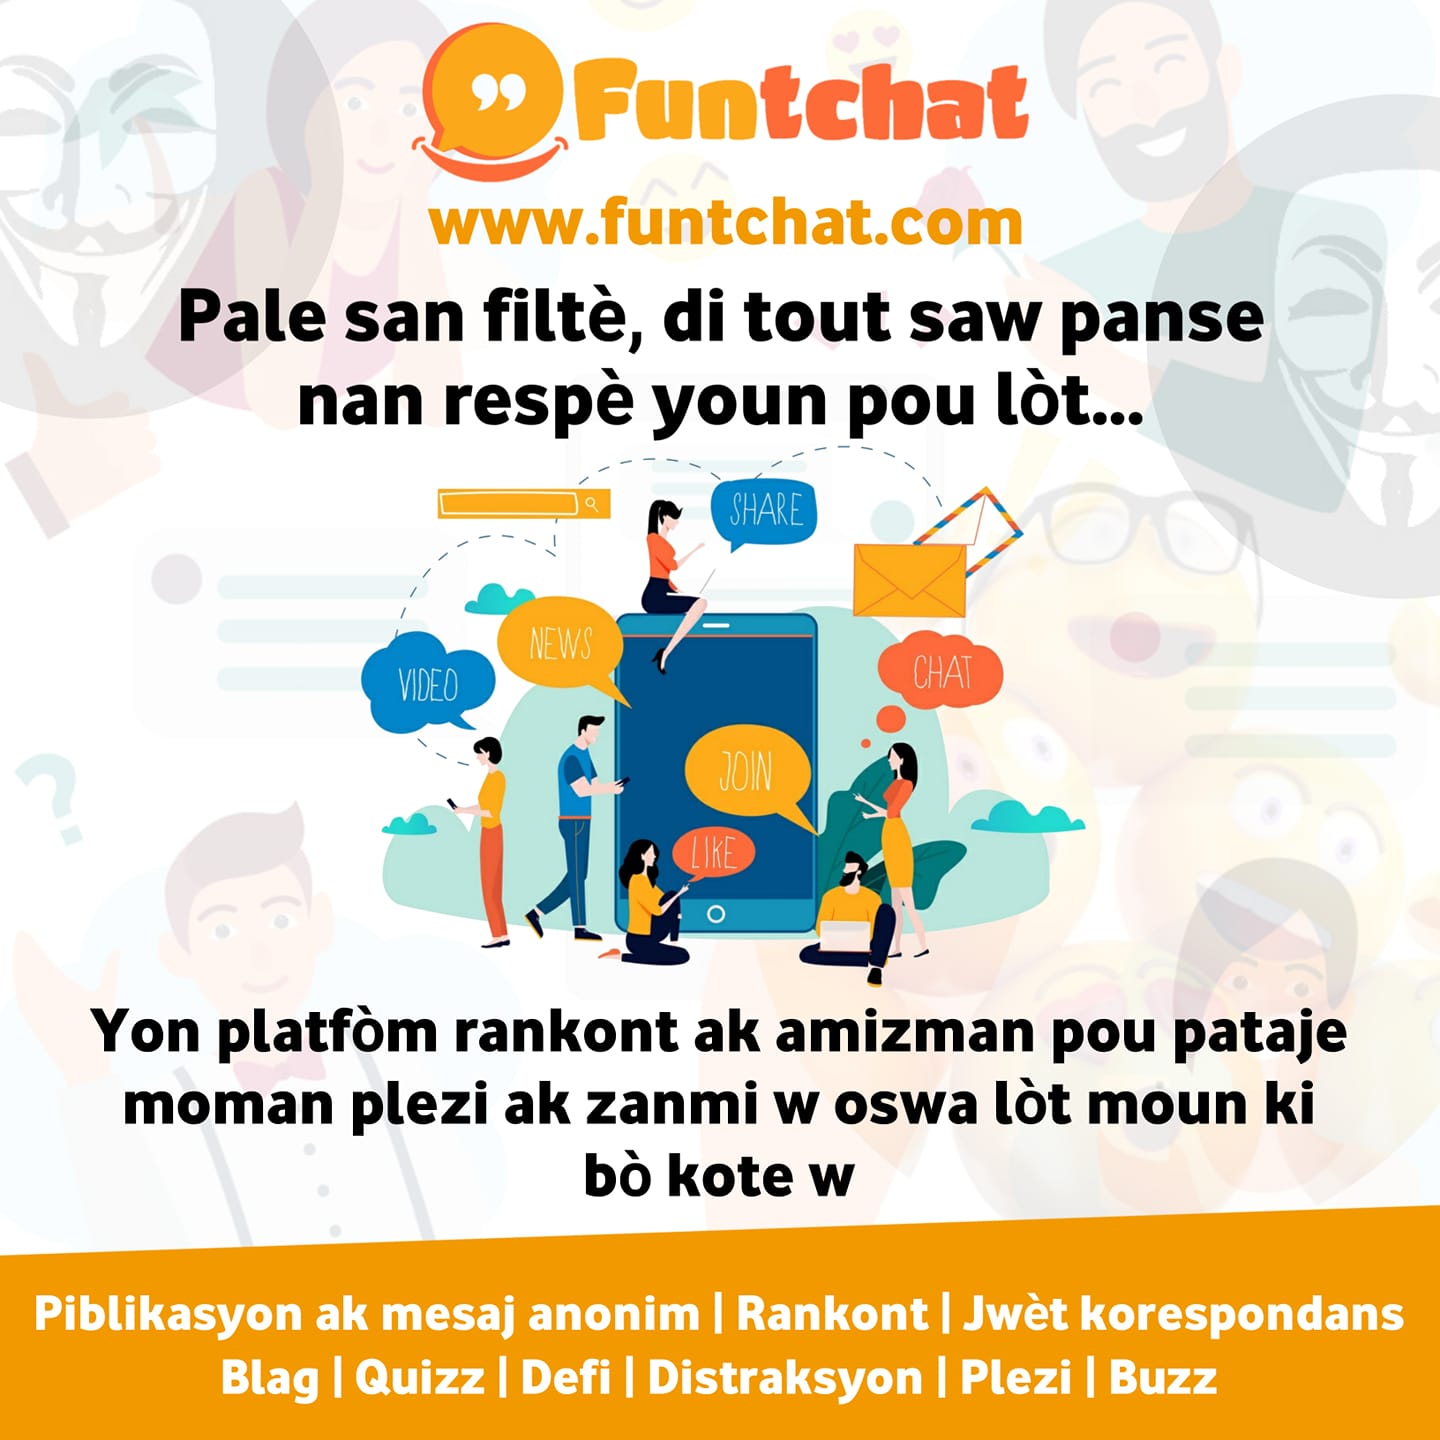 Funtchat
www.funtchat.com
Pale san filtè, di tout saw panse
nan respè youn pou lòt...
SHARE
NEWS
VIDEO
CHAT
JOIN
LIKE
Yon platfòm rankont ak amizman pou pataje
moman plezi ak zanmi w oswa lòt moun ki
bò kote w
Piblikasyon ak mesaj anonim | Rankont | Jwèt korespondans
Blag | Quizz | Defi | Distraksyon | Plezi | Buzz